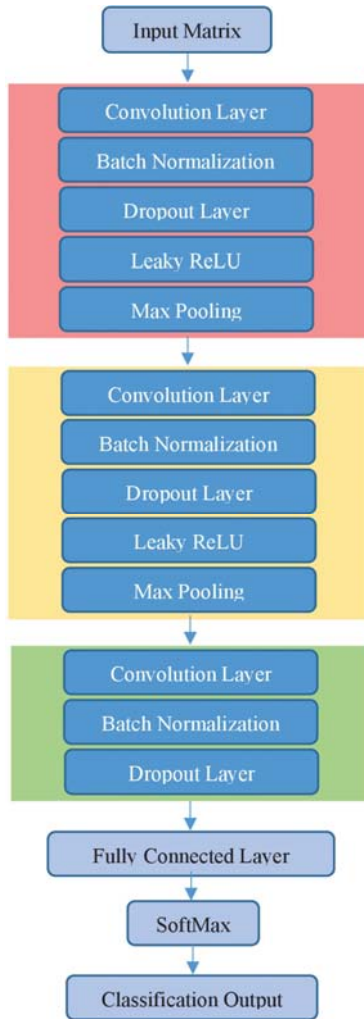 Input Matrix
Convolution Layer
Batch Normalization
Dropout Layer
Leaky ReLU
Max Pooling
Convolution Layer
Batch Normalization
Dropout Layer
Leaky ReLU
Max Pooling
Convolution Layer
Batch Normalization
Dropout Layer
Fully Connected Layer
SoftMax
Classification Output